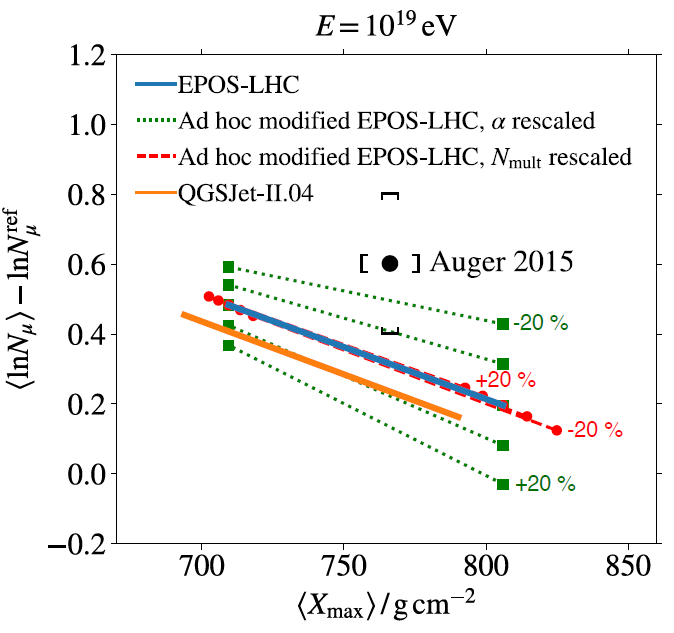 E = 10^19 eV
⟨lnN_μ⟩ − lnN_μ^ref
1.2
1.0
0.8
0.6
0.4
0.2
0.0
−0.2
EPOS-LHC
Ad hoc modified EPOS-LHC, α rescaled
Ad hoc modified EPOS-LHC, N_mult rescaled
QGSJet-II.04
Auger 2015
-20 %
+20 %
-20 %
+20 %
700
750
800
850
⟨X_max⟩ / g cm^−2